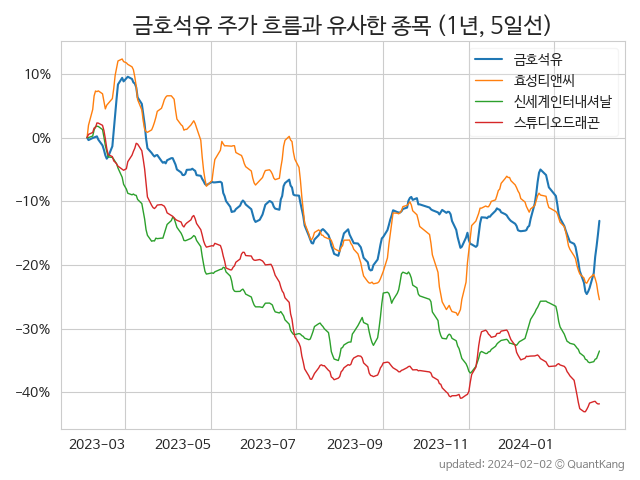 금호석유 주가 흐름과 유사한 종목 (1년, 5일선)
금호석유
효성티앤씨
신세계인터내셔날
스튜디오드래곤
10%
0%
−10%
−20%
−30%
−40%
2023-03 2023-05 2023-07 2023-09 2023-11 2024-01
updated: 2024-02-02 © QuantKang